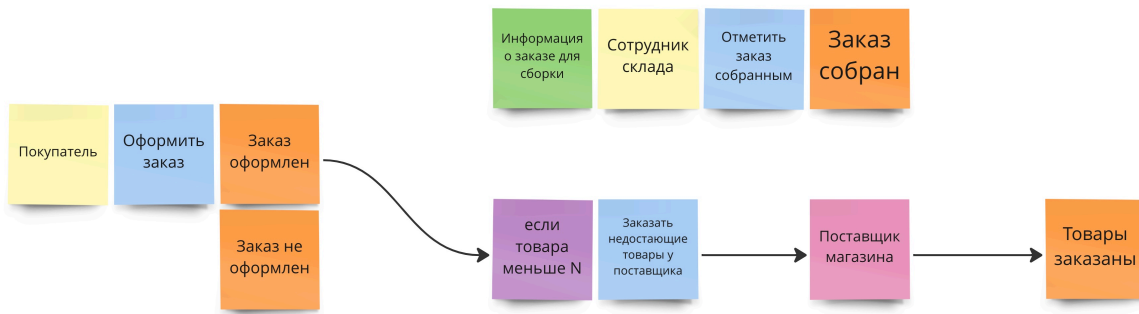 Информация
о заказе для
сборки
Сотрудник
склада
Отметить
заказ
собранным
Заказ
собран
Покупатель
Оформить
заказ
Заказ
оформлен
Заказ не
оформлен
если
товара
меньше N
Заказать
недостающие
товары у
поставщика
Поставщик
магазина
Товары
заказаны